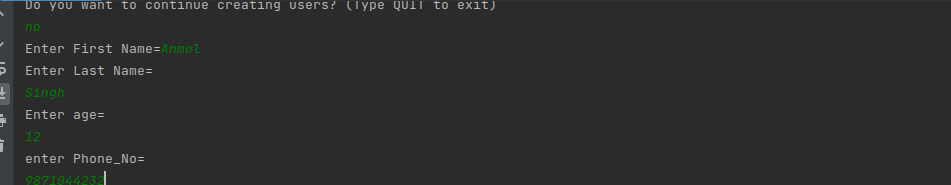 Do you want to continue creating users? (Type QUIT to exit)
no
Enter First Name=Anmol
Enter Last Name=
Singh
Enter age=
12
enter Phone_No=
9871044232